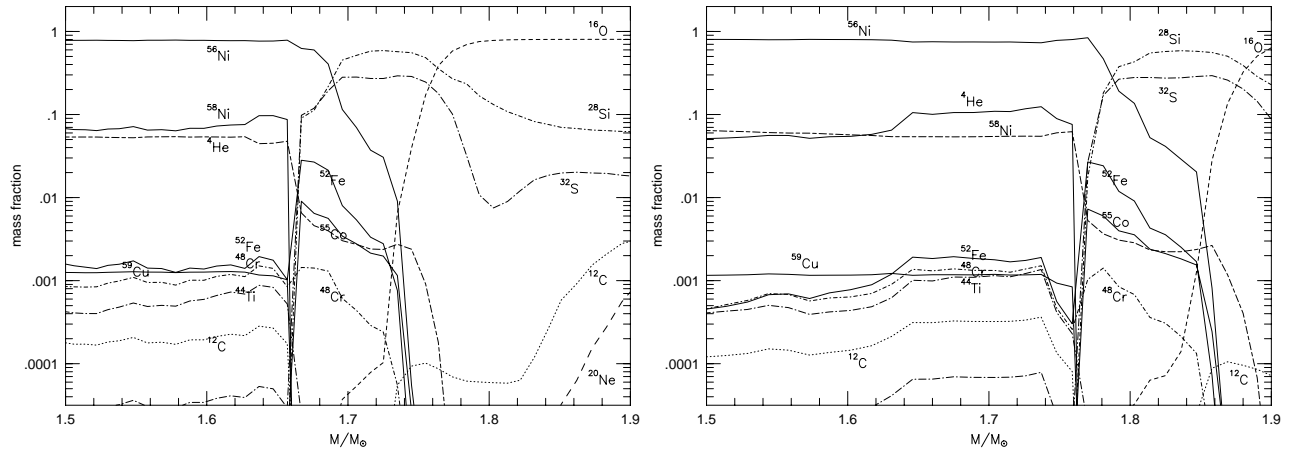 mass fraction
1
.1
.01
.001
.0001
1.5
1.6
1.7
1.8
1.9
M/M⊙
¹⁶O
⁵⁶Ni
⁵⁸Ni
²⁸Si
⁴He
⁵²Fe
³²S
⁵⁵Co
⁵²Fe
⁵⁹Cu
⁴⁸Cr
¹²C
⁴⁴Ti
⁴⁸Cr
¹²C
²⁰Ne
mass fraction
1
.1
.01
.001
.0001
1.5
1.6
1.7
1.8
1.9
M/M⊙
⁵⁶Ni
²⁸Si
¹⁶O
³²S
⁴He
⁵⁸Ni
⁵²Fe
⁵⁵Co
⁵²Fe
⁵⁹Cu
⁴⁸Cr
⁴⁴Ti
⁴⁸Cr
¹²C
¹²C